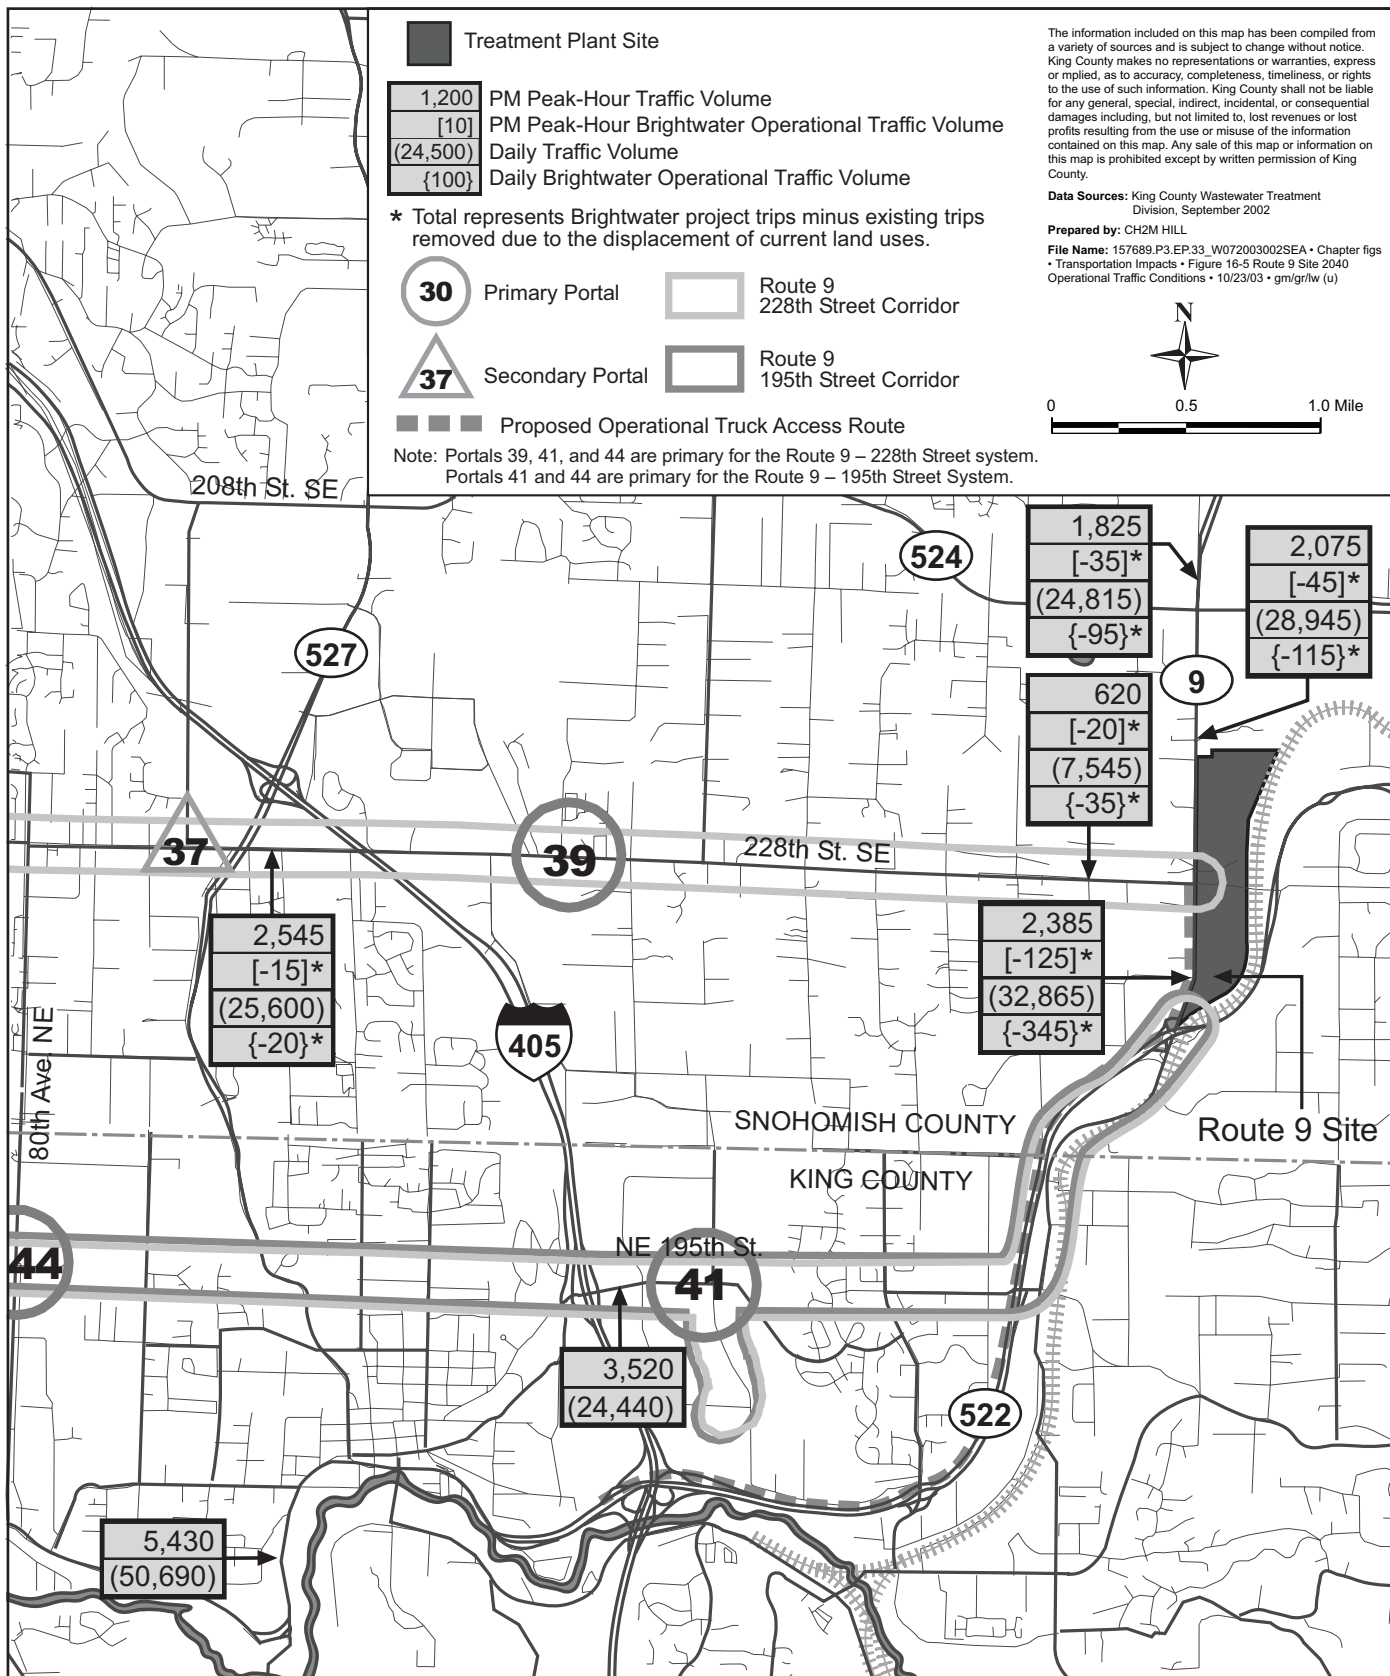 Treatment Plant Site
1,200 PM Peak-Hour Traffic Volume
[10] PM Peak-Hour Brightwater Operational Traffic Volume
(24,500) Daily Traffic Volume
{100} Daily Brightwater Operational Traffic Volume
* Total represents Brightwater project trips minus existing trips
removed due to the displacement of current land uses.
30 Primary Portal
Route 9
228th Street Corridor
37 Secondary Portal
Route 9
195th Street Corridor
Proposed Operational Truck Access Route
Note: Portals 39, 41, and 44 are primary for the Route 9 – 228th Street system.
Portals 41 and 44 are primary for the Route 9 – 195th Street System.
The information included on this map has been compiled from
a variety of sources and is subject to change without notice.
King County makes no representations or warranties, express
or mplied, as to accuracy, completeness, timeliness, or rights
to the use of such information. King County shall not be liable
for any general, special, indirect, incidental, or consequential
damages including, but not limited to, lost revenues or lost
profits resulting from the use or misuse of the information
contained on this map. Any sale of this map or information on
this map is prohibited except by written permission of King
County.
Data Sources: King County Wastewater Treatment
Division, September 2002
Prepared by: CH2M HILL
File Name: 157689.P3.EP.33_W072003002SEA • Chapter figs
• Transportation Impacts • Figure 16-5 Route 9 Site 2040
Operational Traffic Conditions • 10/23/03 • gm/gr/lw (u)
N
0 0.5 1.0 Mile
208th St. SE
524
1,825
[-35]*
(24,815)
{-95}*
2,075
[-45]*
(28,945)
{-115}*
527
9
620
[-20]*
(7,545)
{-35}*
37
39
228th St. SE
2,545
[-15]*
(25,600)
{-20}*
2,385
[-125]*
(32,865)
{-345}*
80th Ave. NE
405
SNOHOMISH COUNTY
Route 9 Site
KING COUNTY
44
NE 195th St.
41
3,520
(24,440)
522
5,430
(50,690)